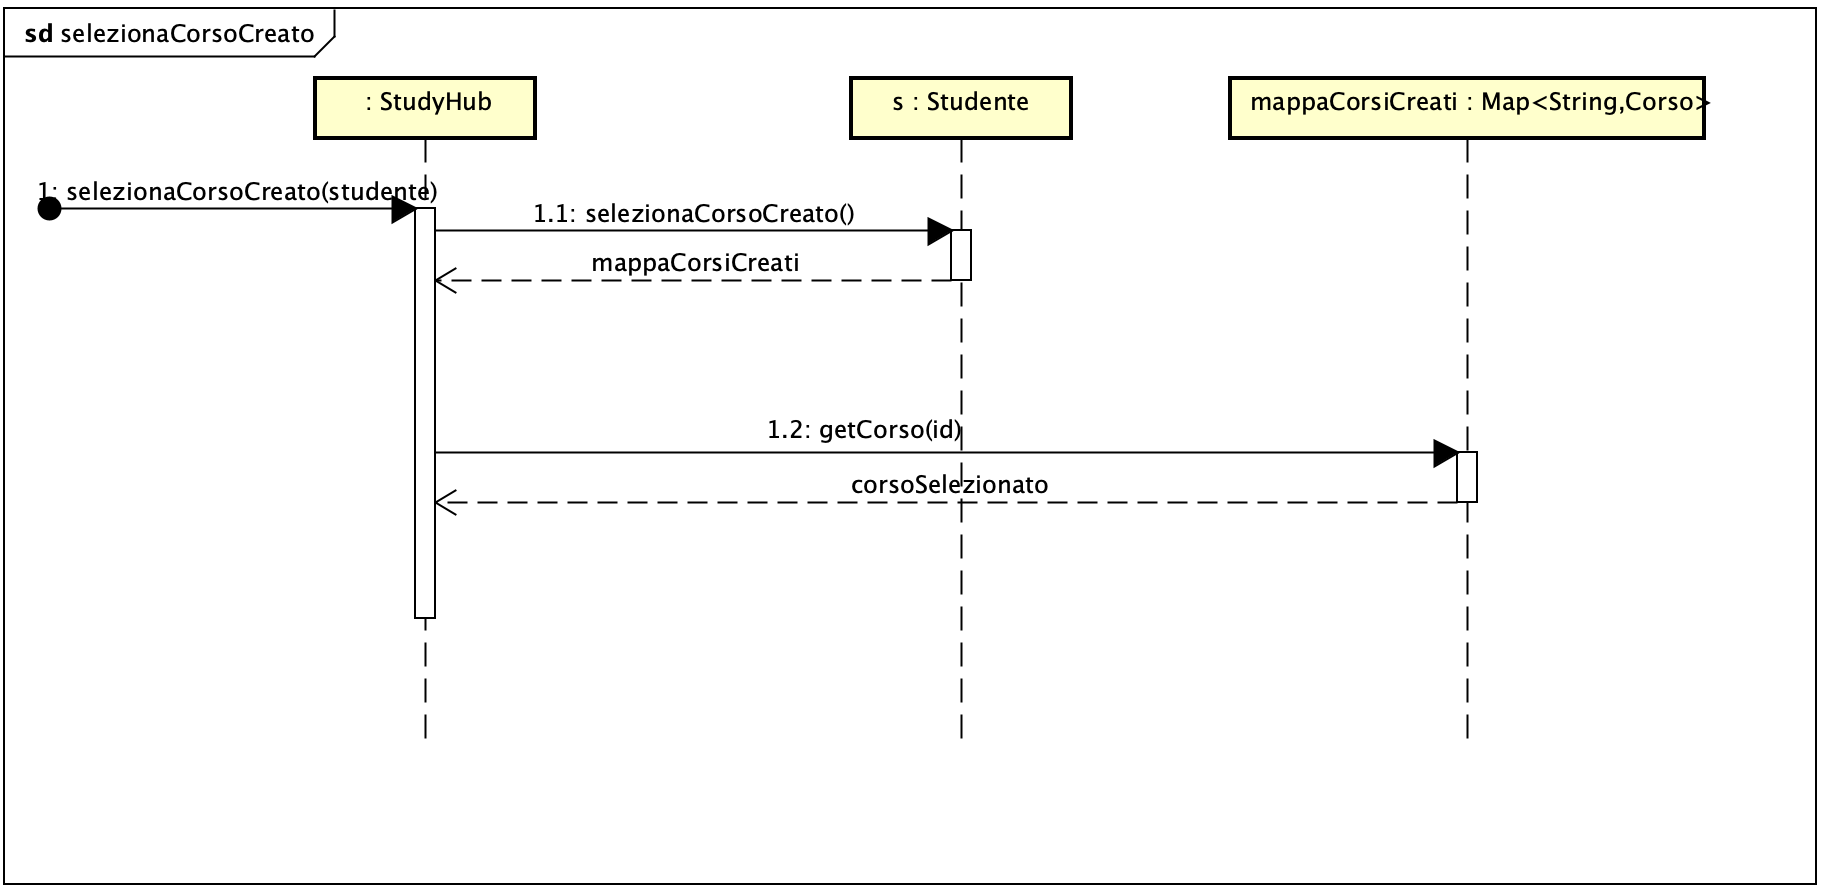 sd selezionaCorsoCreato
: StudyHub
s : Studente
mappaCorsiCreati : Map<String,Corso>
1: selezionaCorsoCreato(studente)
1.1: selezionaCorsoCreato()
mappaCorsiCreati
1.2: getCorso(id)
corsoSelezionato